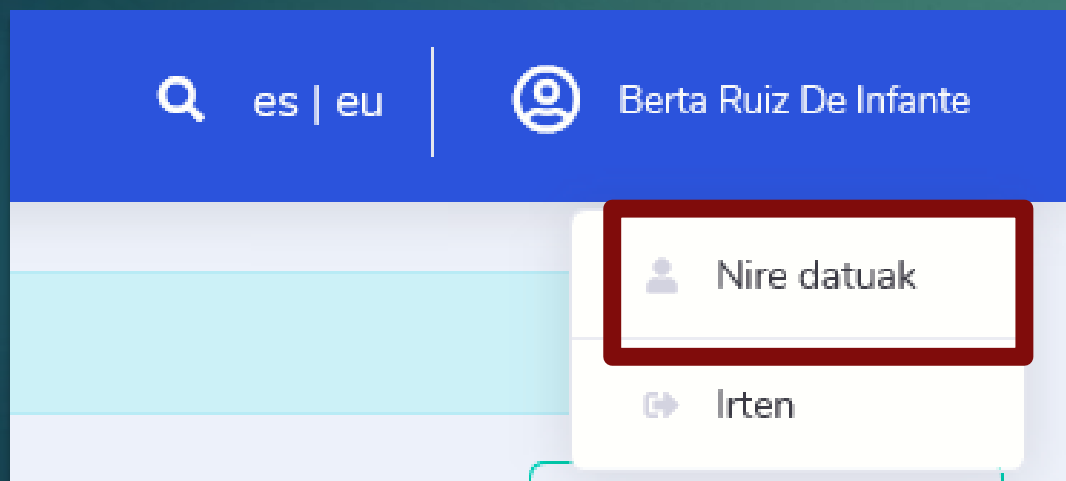 es | eu
Berta Ruiz De Infante
Nire datuak
Irten